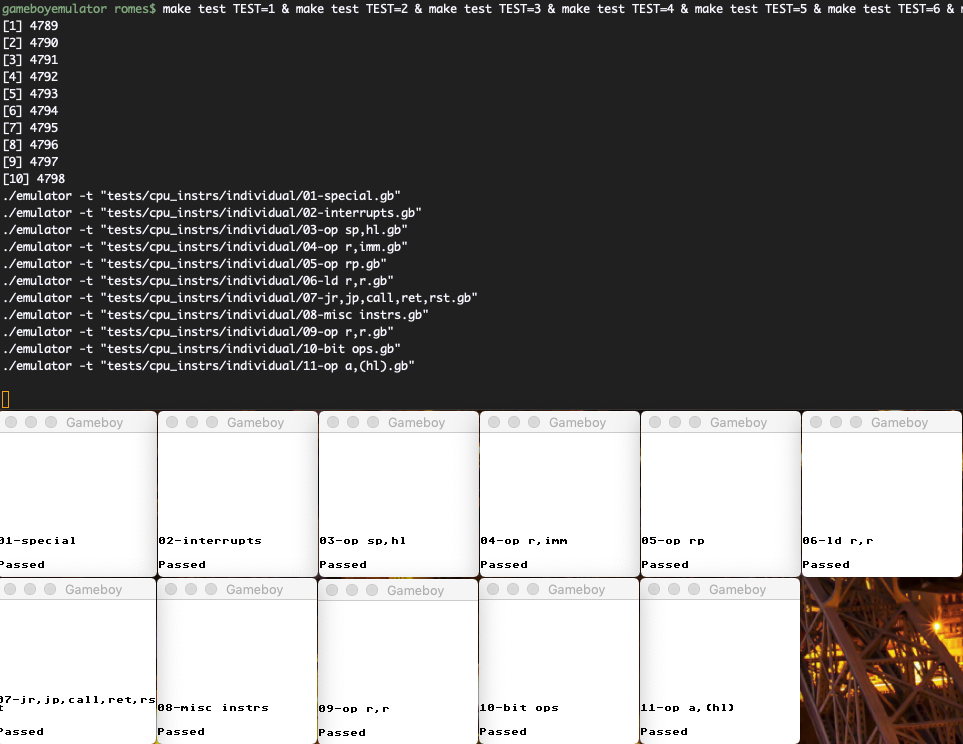 gameboyemulator romes$ make test TEST=1 & make test TEST=2 & make test TEST=3 & make test TEST=4 & make test TEST=5 & make test TEST=6 &
[1] 4789
[2] 4790
[3] 4791
[4] 4792
[5] 4793
[6] 4794
[7] 4795
[8] 4796
[9] 4797
[10] 4798
./emulator -t "tests/cpu_instrs/individual/01-special.gb"
./emulator -t "tests/cpu_instrs/individual/02-interrupts.gb"
./emulator -t "tests/cpu_instrs/individual/03-op sp,hl.gb"
./emulator -t "tests/cpu_instrs/individual/04-op r,imm.gb"
./emulator -t "tests/cpu_instrs/individual/05-op rp.gb"
./emulator -t "tests/cpu_instrs/individual/06-ld r,r.gb"
./emulator -t "tests/cpu_instrs/individual/07-jr,jp,call,ret,rst.gb"
./emulator -t "tests/cpu_instrs/individual/08-misc instrs.gb"
./emulator -t "tests/cpu_instrs/individual/09-op r,r.gb"
./emulator -t "tests/cpu_instrs/individual/10-bit ops.gb"
./emulator -t "tests/cpu_instrs/individual/11-op a,(hl).gb"
Gameboy
01-special
Passed
Gameboy
02-interrupts
Passed
Gameboy
03-op sp,hl
Passed
Gameboy
04-op r,imm
Passed
Gameboy
05-op rp
Passed
Gameboy
06-ld r,r
Passed
Gameboy
07-jr,jp,call,ret,rs
t
Passed
Gameboy
08-misc instrs
Passed
Gameboy
09-op r,r
Passed
Gameboy
10-bit ops
Passed
Gameboy
11-op a,(hl)
Passed